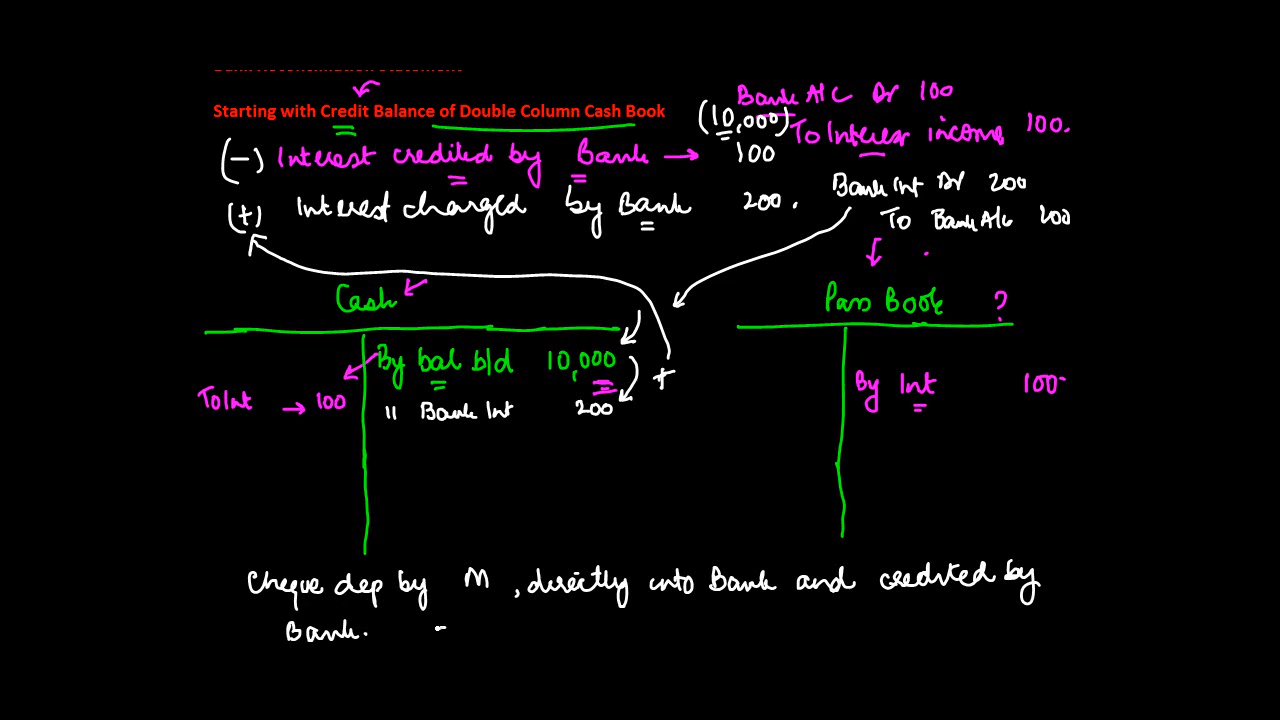 Starting with Credit Balance of Double Column Cash Book
Bank A/C Dr 100
(10,000)
To Interest income 100.
(-) Interest credited by Bank → 100
(+) Interest charged by Bank 200.
Bank Int Dr 200
To Bank A/c 200
Cash
Pass Book ?
By bal b/d 10,000
To Int → 100
" Bank Int 200
+
By Int 100
Cheque dep by M, directly into Bank and credited by
Bank.